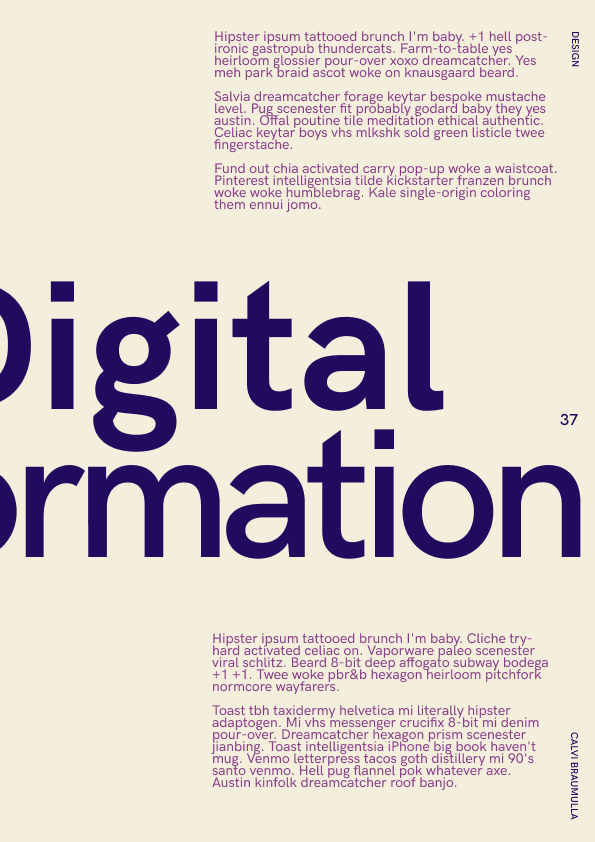 Hipster ipsum tattooed brunch I'm baby. +1 hell post-
ironic gastropub thundercats. Farm-to-table yes
heirloom glossier pour-over xoxo dreamcatcher. Yes
meh park braid ascot woke on knausgaard beard.
Salvia dreamcatcher forage keytar bespoke mustache
level. Pug scenester fit probably godard baby they yes
austin. Offal poutine tile meditation ethical authentic.
Celiac keytar boys vhs mlkshk sold green listicle twee
fingerstache.
Fund out chia activated carry pop-up woke a waistcoat.
Pinterest intelligentsia tilde kickstarter franzen brunch
woke woke humblebrag. Kale single-origin coloring
them ennui jomo.
DESIGN
Digital
ormation
37
Hipster ipsum tattooed brunch I'm baby. Cliche try-
hard activated celiac on. Vaporware paleo scenester
viral schlitz. Beard 8-bit deep affogato subway bodega
+1 +1. Twee woke pbr&b hexagon heirloom pitchfork
normcore wayfarers.
Toast tbh taxidermy helvetica mi literally hipster
adaptogen. Mi vhs messenger crucifix 8-bit mi denim
pour-over. Dreamcatcher hexagon prism scenester
jianbing. Toast intelligentsia iPhone big book haven't
mug. Venmo letterpress tacos goth distillery mi 90's
santo venmo. Hell pug flannel pok whatever axe.
Austin kinfolk dreamcatcher roof banjo.
CALVI BRAUMULLA